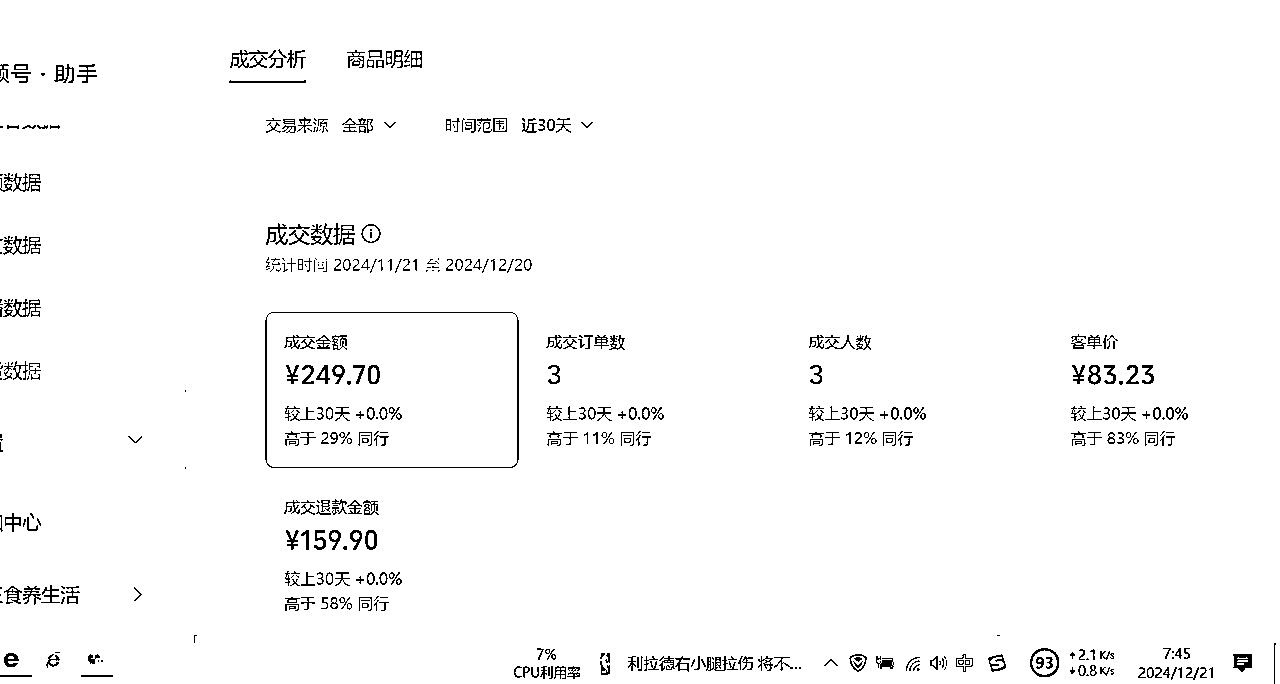 成交分析 商品明细
频号·助手
交易来源 全部 时间范围 近30天
数据
数据
成交数据
统计时间 2024/11/21 至 2024/12/20
数据
成交金额 成交订单数 成交人数 客单价
¥249.70 3 3 ¥83.23
数据
较上30天 +0.0% 较上30天 +0.0% 较上30天 +0.0% 较上30天 +0.0%
高于 29% 同行 高于 11% 同行 高于 12% 同行 高于 83% 同行
成交退款金额
中心
¥159.90
较上30天 +0.0%
食养生活
高于 58% 同行
7%
CPU利用率
利拉德右小腿拉伤 将不...
中
93
2.1 K/s
0.8 K/s
7:45
2024/12/21